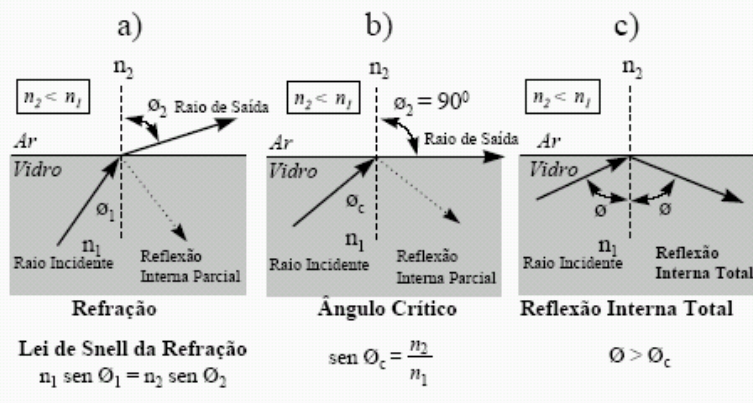 a)
n₂
n₂ < n₁
Ø₂ Raio de Saída
Ar
Vidro
Ø₁
n₁
Raio Incidente
Reflexão
Interna Parcial
Refração
Lei de Snell da Refração
n₁ sen Ø₁ = n₂ sen Ø₂
b)
n₂
n₂ < n₁
Ø₂ = 90⁰
Raio de Saída
Ar
Vidro
Ø꜀
n₁
Raio Incidente
Reflexão
Interna Parcial
Ângulo Crítico
sen Ø꜀ = n₂/n₁
c)
n₂
n₂ < n₁
Ar
Vidro
Ø Ø
n₁
Raio Incidente
Reflexão
Interna Total
Reflexão Interna Total
Ø > Ø꜀